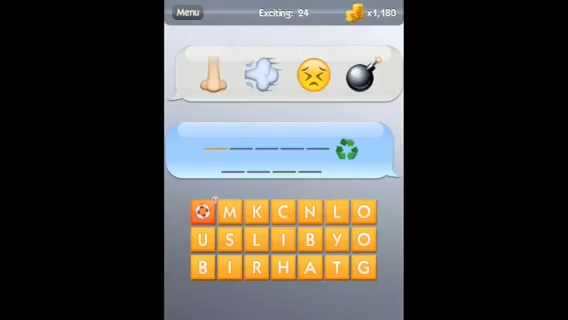 Menu
Exciting: 24
x1,180
M K C N L O
U S L I B Y O
B I R H A T G